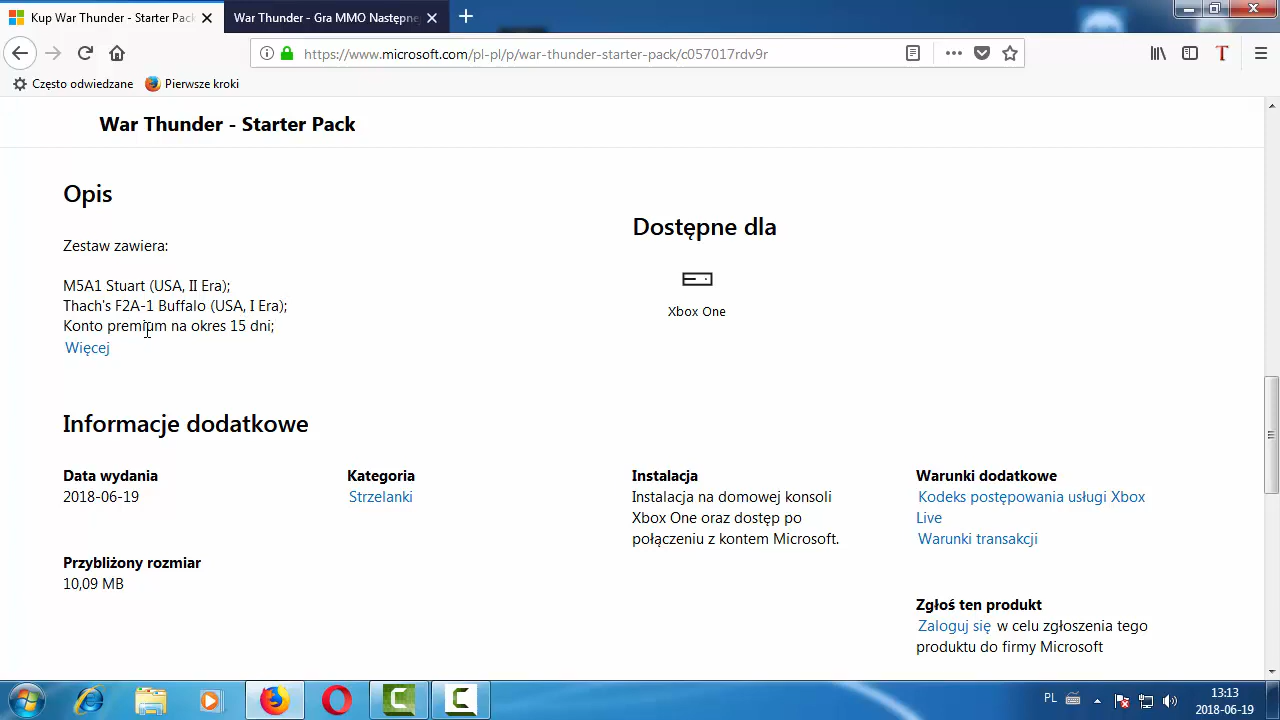 Kup War Thunder - Starter Pack
War Thunder - Gra MMO Następne
https://www.microsoft.com/pl-pl/p/war-thunder-starter-pack/c057017rdv9r
Często odwiedzane
Pierwsze kroki
War Thunder - Starter Pack
Opis
Zestaw zawiera:
M5A1 Stuart (USA, II Era);
Thach's F2A-1 Buffalo (USA, I Era);
Konto premium na okres 15 dni;
Więcej
Dostępne dla
Xbox One
Informacje dodatkowe
Data wydania
2018-06-19
Przybliżony rozmiar
10,09 MB
Kategoria
Strzelanki
Instalacja
Instalacja na domowej konsoli
Xbox One oraz dostęp po
połączeniu z kontem Microsoft.
Warunki dodatkowe
Kodeks postępowania usługi Xbox
Live
Warunki transakcji
Zgłoś ten produkt
Zaloguj się w celu zgłoszenia tego
produktu do firmy Microsoft
PL
13:13
2018-06-19